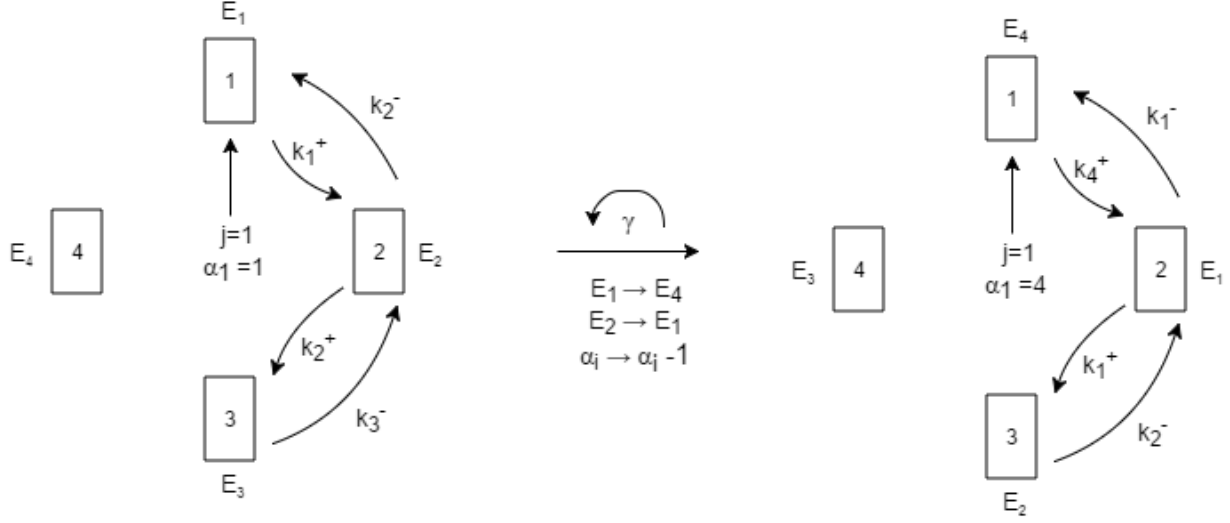 E₁
1
k₂⁻
k₁⁺
j=1
α₁ =1
E₄
4
2
E₂
k₂⁺
k₃⁻
3
E₃
γ
E₁ → E₄
E₂ → E₁
αᵢ → αᵢ -1
E₄
1
k₁⁻
k₄⁺
j=1
α₁ =4
E₃
4
2
E₁
k₁⁺
k₂⁻
3
E₂